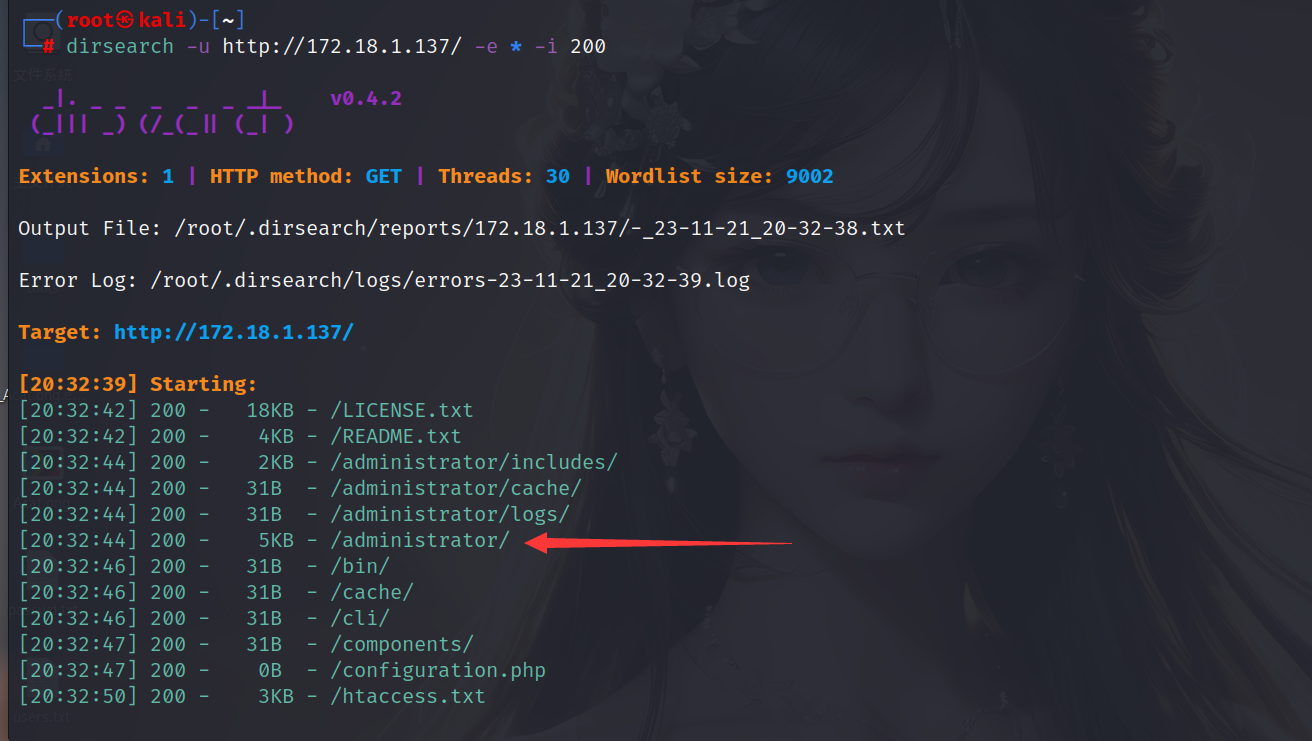 (root㉿kali)-[~]
# dirsearch -u http://172.18.1.137/ -e * -i 200
文件系统
v0.4.2
Extensions: 1 | HTTP method: GET | Threads: 30 | Wordlist size: 9002
Output File: /root/.dirsearch/reports/172.18.1.137/-_23-11-21_20-32-38.txt
Error Log: /root/.dirsearch/logs/errors-23-11-21_20-32-39.log
Target: http://172.18.1.137/
[20:32:39] Starting:
[20:32:42] 200 -   18KB - /LICENSE.txt
[20:32:42] 200 -    4KB - /README.txt
[20:32:44] 200 -    2KB - /administrator/includes/
[20:32:44] 200 -   31B  - /administrator/cache/
[20:32:44] 200 -   31B  - /administrator/logs/
[20:32:44] 200 -    5KB - /administrator/
[20:32:46] 200 -   31B  - /bin/
[20:32:46] 200 -   31B  - /cache/
[20:32:46] 200 -   31B  - /cli/
[20:32:47] 200 -   31B  - /components/
[20:32:47] 200 -    0B  - /configuration.php
[20:32:50] 200 -    3KB - /htaccess.txt
users.txt